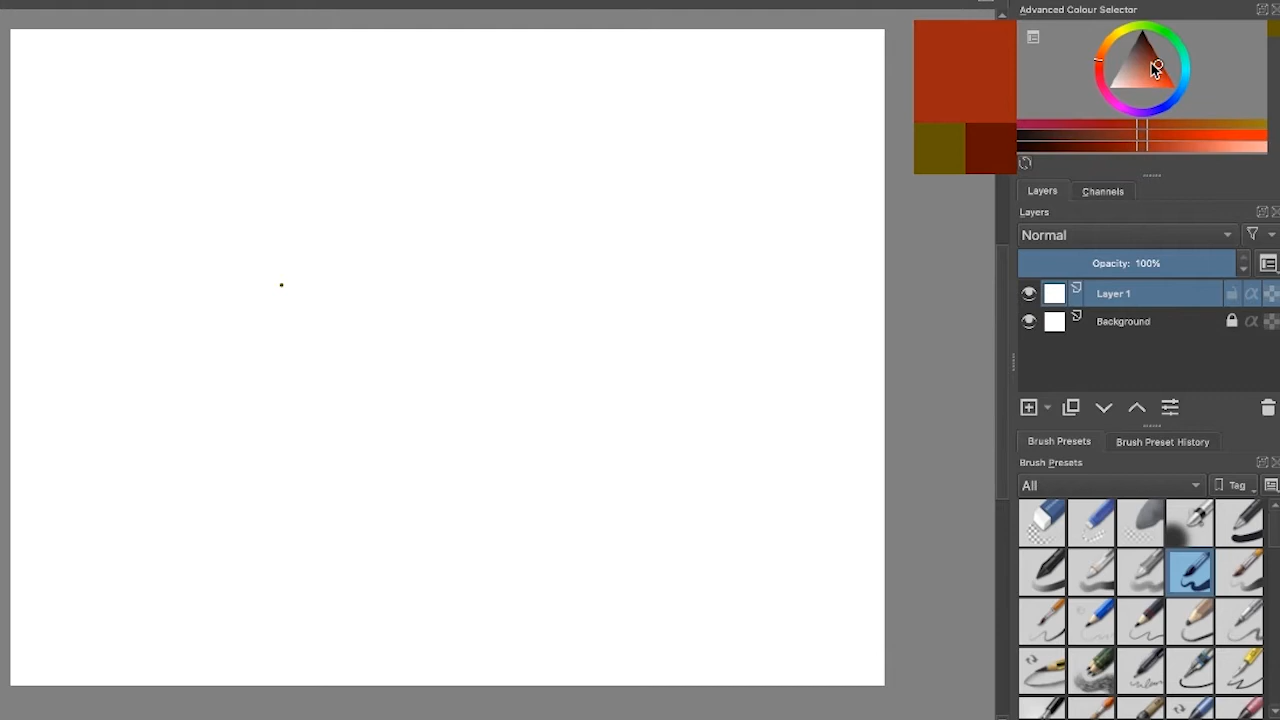 Advanced Colour Selector
Layers
Channels
Layers
Normal
Opacity: 100%
Layer 1
Background
Brush Presets
Brush Preset History
Brush Presets
All
Tag